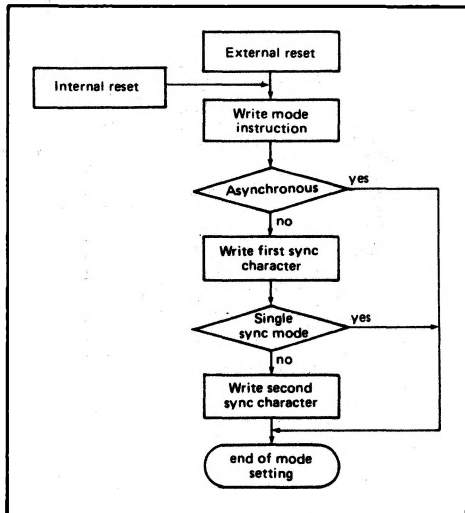 External reset
Internal reset
Write mode
instruction
Asynchronous
yes
no
Write first sync
character
Single
sync mode
yes
no
Write second
sync character
end of mode
setting